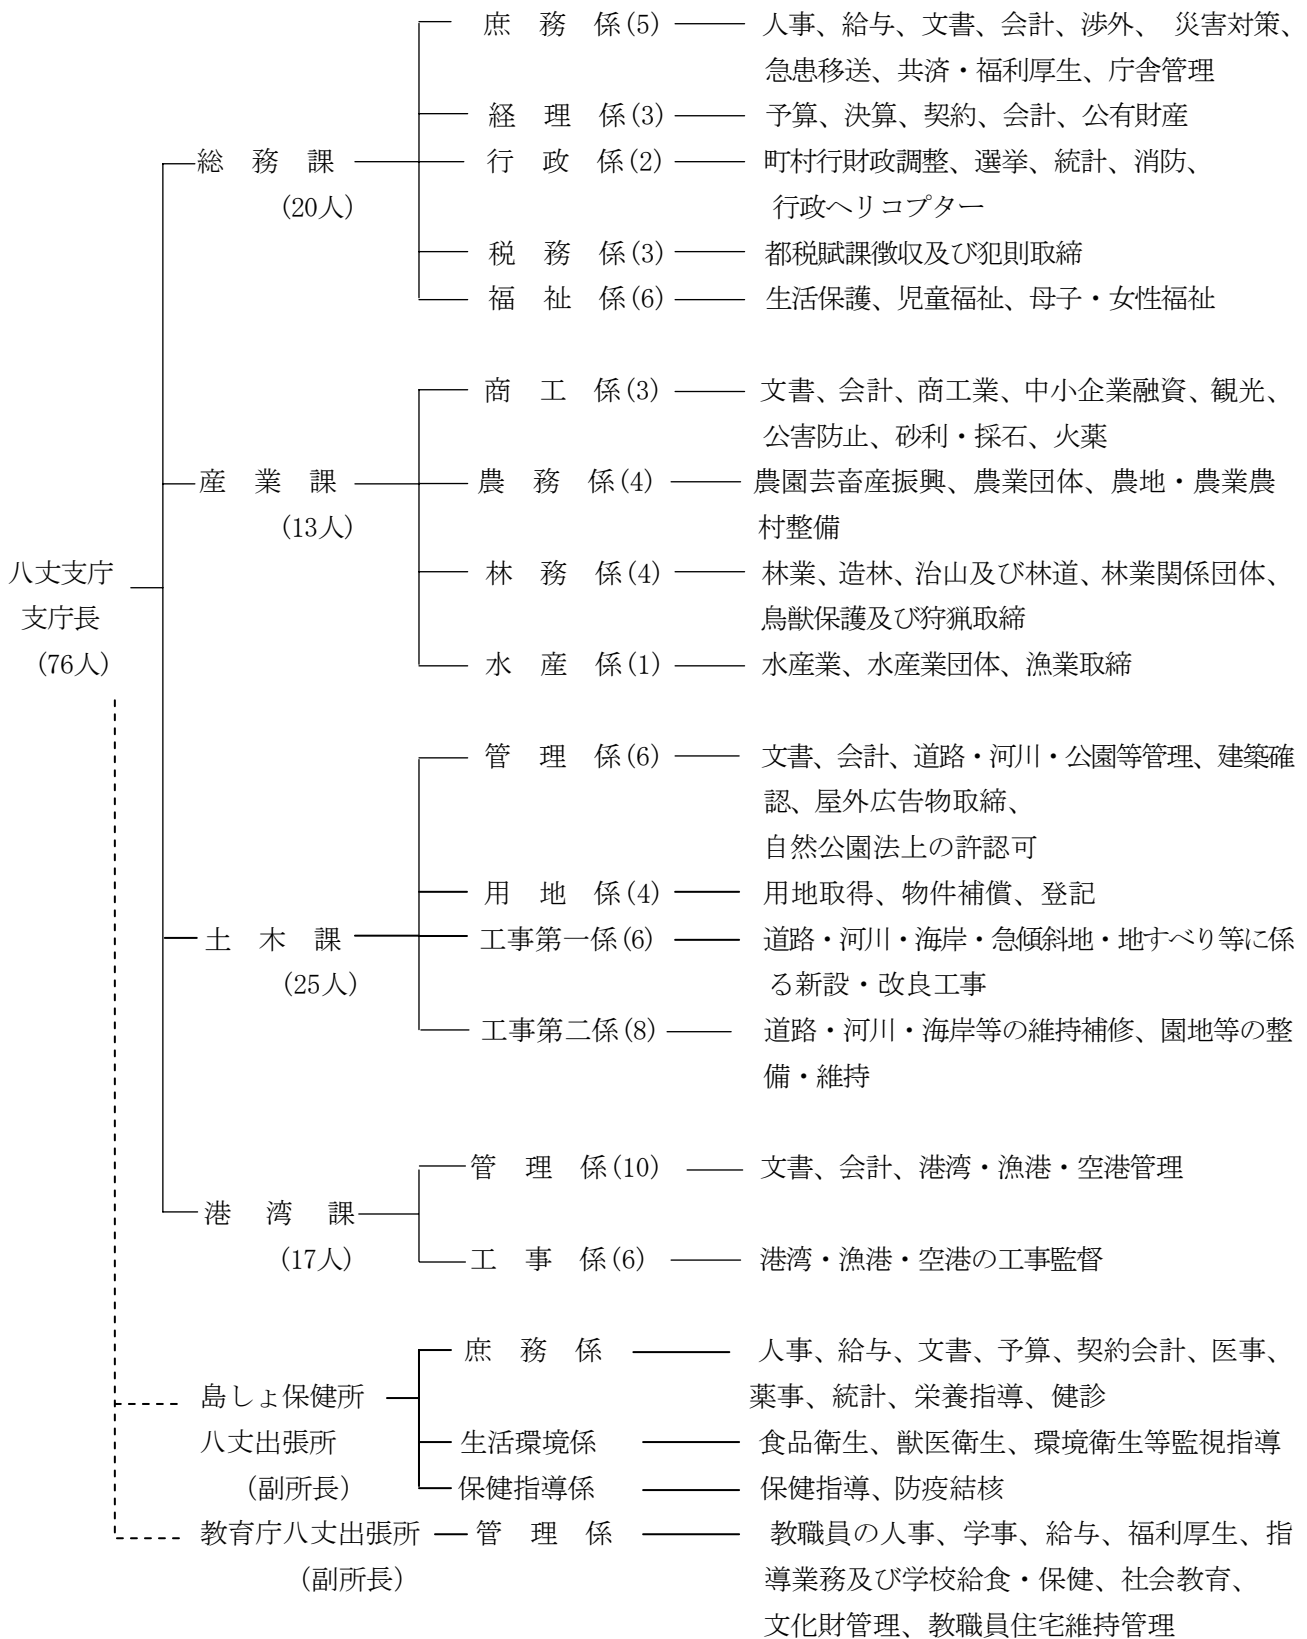 庶務係(5) 人事、給与、文書、会計、渉外、 災害対策、
急患移送、共済・福利厚生、庁舎管理
経理係(3) 予算、決算、契約、会計、公有財産
総務課 行政係(2) 町村行財政調整、選挙、統計、消防、
(20人) 行政ヘリコプター
税務係(3) 都税賦課徴収及び犯則取締
福祉係(6) 生活保護、児童福祉、母子・女性福祉
商工係(3) 文書、会計、商工業、中小企業融資、観光、
公害防止、砂利・採石、火薬
産業課 農務係(4) 農園芸畜産振興、農業団体、農地・農業農
(13人) 村整備
八丈支庁 林務係(4) 林業、造林、治山及び林道、林業関係団体、
支庁長 鳥獣保護及び狩猟取締
(76人) 水産係(1) 水産業、水産業団体、漁業取締
管理係(6) 文書、会計、道路・河川・公園等管理、建築確
認、屋外広告物取締、
自然公園法上の許認可
用地係(4) 用地取得、物件補償、登記
土木課 工事第一係(6) 道路・河川・海岸・急傾斜地・地すべり等に係
(25人) る新設・改良工事
工事第二係(8) 道路・河川・海岸等の維持補修、園地等の整
備・維持
管理係(10) 文書、会計、港湾・漁港・空港管理
港湾課
(17人) 工事係(6) 港湾・漁港・空港の工事監督
庶務係 人事、給与、文書、予算、契約会計、医事、
島しょ保健所 薬事、統計、栄養指導、健診
八丈出張所 生活環境係 食品衛生、獣医衛生、環境衛生等監視指導
(副所長) 保健指導係 保健指導、防疫結核
教育庁八丈出張所 管理係 教職員の人事、学事、給与、福利厚生、指
(副所長) 導業務及び学校給食・保健、社会教育、
文化財管理、教職員住宅維持管理